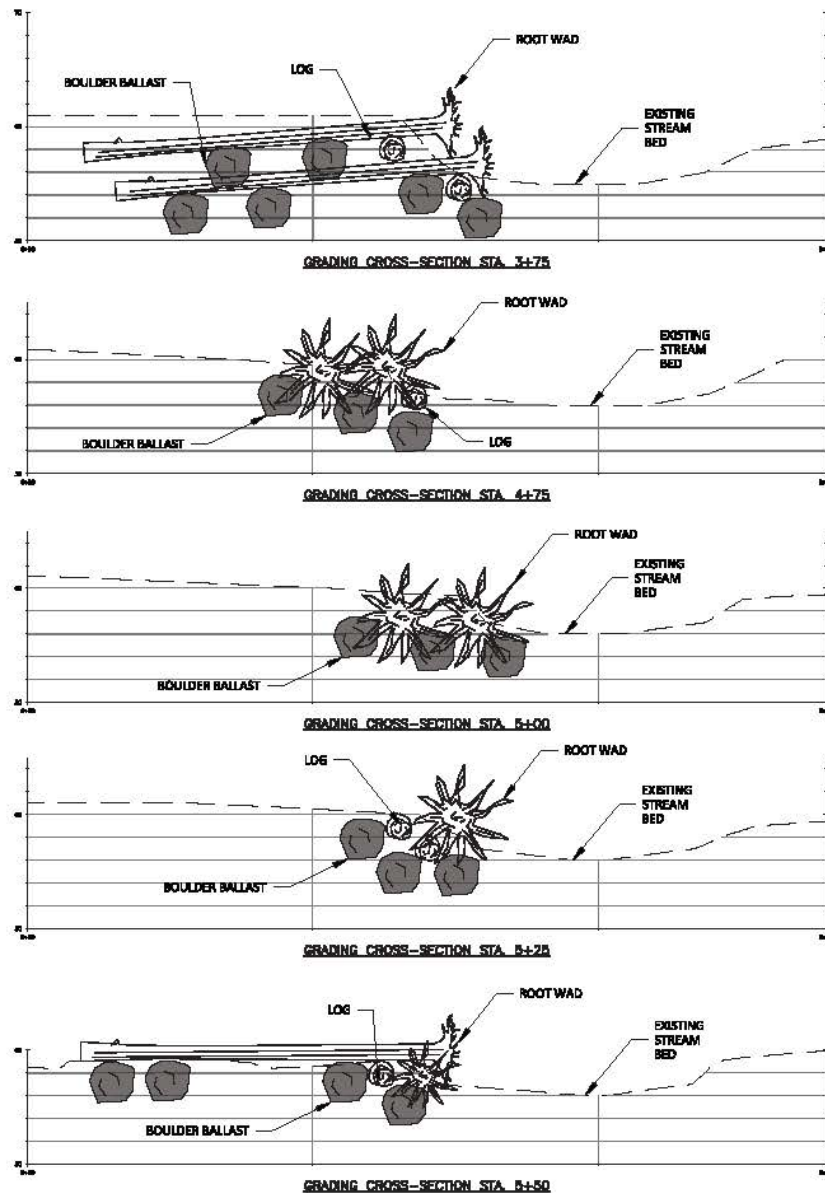 70
ROOT WAD
LOG
BOULDER BALLAST
EXISTING
STREAM
BED
GRADING CROSS-SECTION STA. 3+75
ROOT WAD
EXISTING
STREAM
BED
BOULDER BALLAST
LOG
GRADING CROSS-SECTION STA. 4+75
ROOT WAD
EXISTING
STREAM
BED
BOULDER BALLAST
GRADING CROSS-SECTION STA. 5+00
LOG
ROOT WAD
EXISTING
STREAM
BED
BOULDER BALLAST
GRADING CROSS-SECTION STA. 5+25
ROOT WAD
LOG
EXISTING
STREAM
BED
BOULDER BALLAST
GRADING CROSS-SECTION STA. 5+50